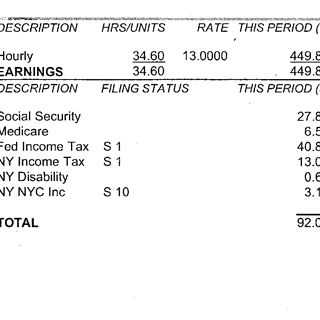 DESCRIPTION HRS/UNITS RATE THIS PERIOD (
Hourly 34.60 13.0000 449.8
EARNINGS 34.60 449.8
DESCRIPTION FILING STATUS THIS PERIOD (
Social Security 27.8
Medicare 6.5
Fed Income Tax S 1 40.8
NY Income Tax S 1 13.0
NY Disability 0.6
NY NYC Inc S 10 3.1
TOTAL 92.0